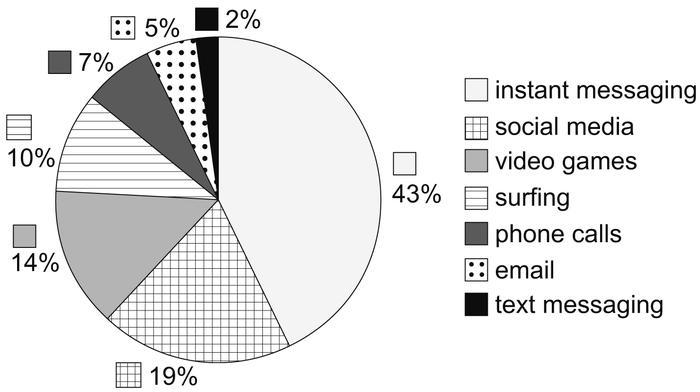 2%
5%
7%
10%
14%
19%
43%
instant messaging
social media
video games
surfing
phone calls
email
text messaging